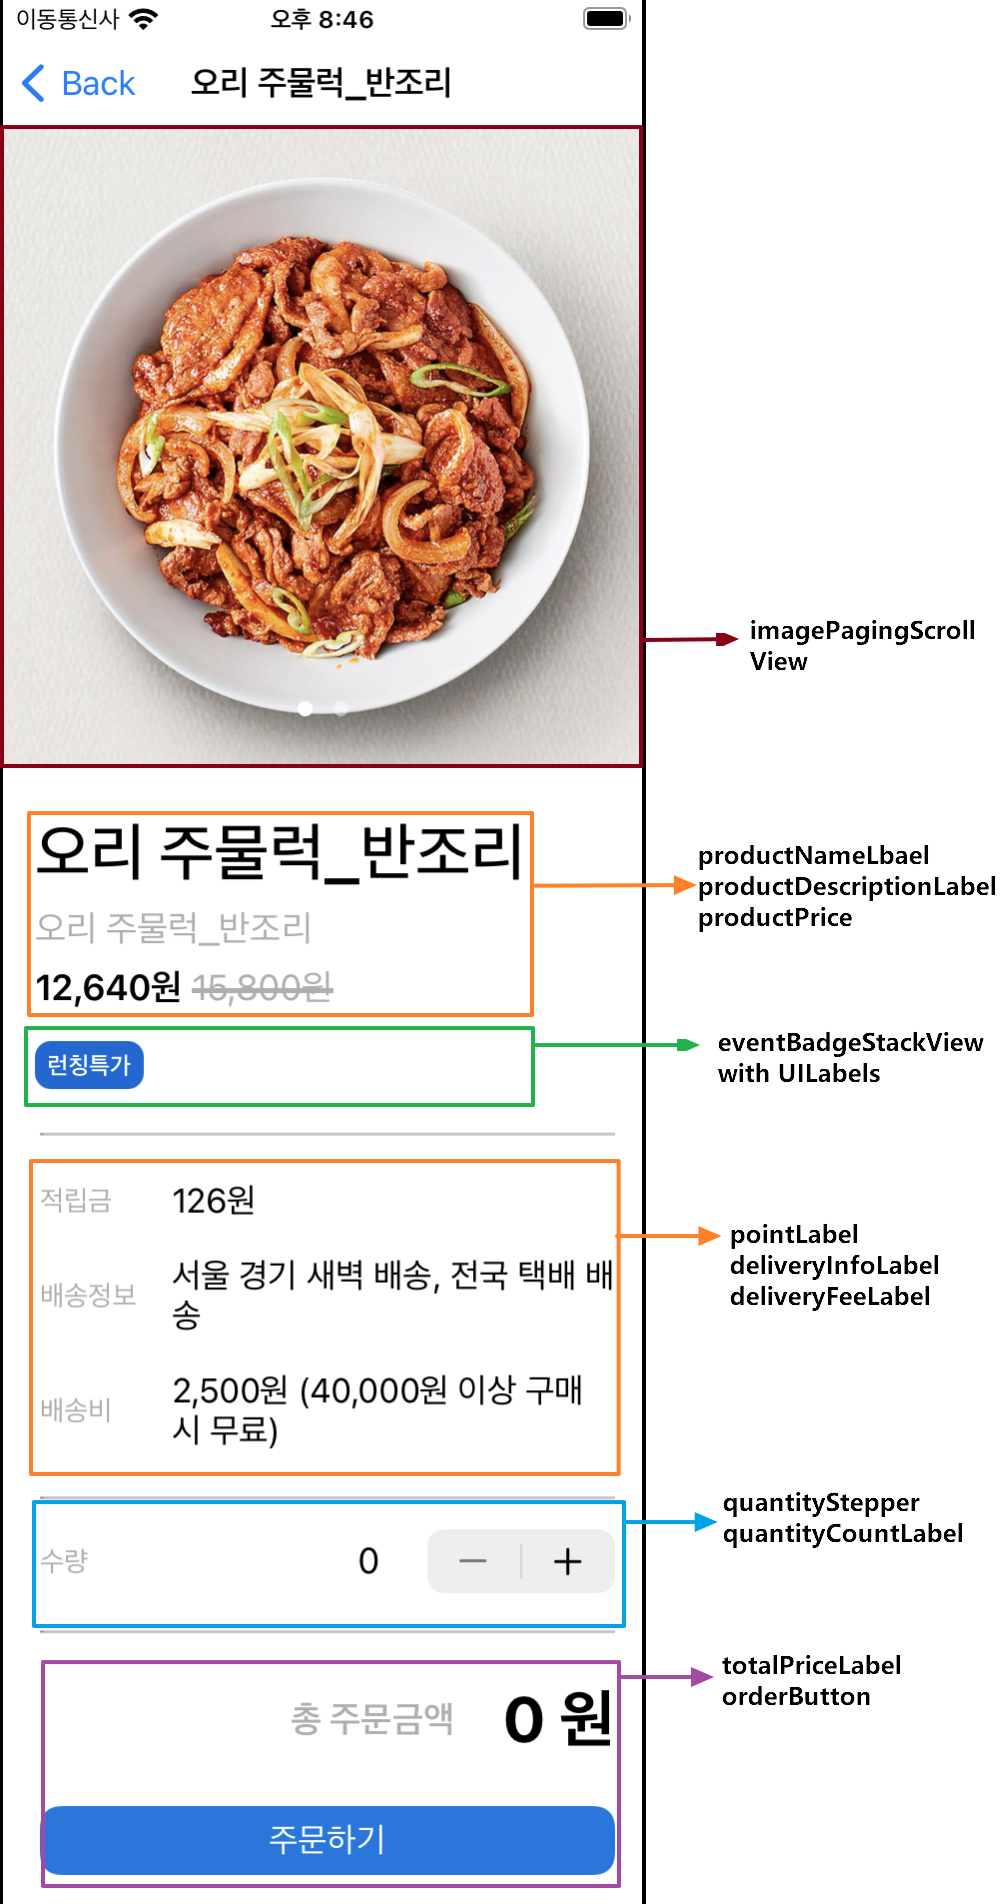 이동통신사 오후 8:46
Back 오리 주물럭_반조리
imagePagingScroll
View
오리 주물럭_반조리
오리 주물럭_반조리
12,640원 15,800원
productNameLbael
productDescriptionLabel
productPrice
런칭특가
eventBadgeStackView
with UILabels
적립금 126원
배송정보 서울 경기 새벽 배송, 전국 택배 배
송
배송비 2,500원 (40,000원 이상 구매
시 무료)
pointLabel
deliveryInfoLabel
deliveryFeeLabel
수량 0
quantityStepper
quantityCountLabel
총 주문금액 0 원
주문하기
totalPriceLabel
orderButton